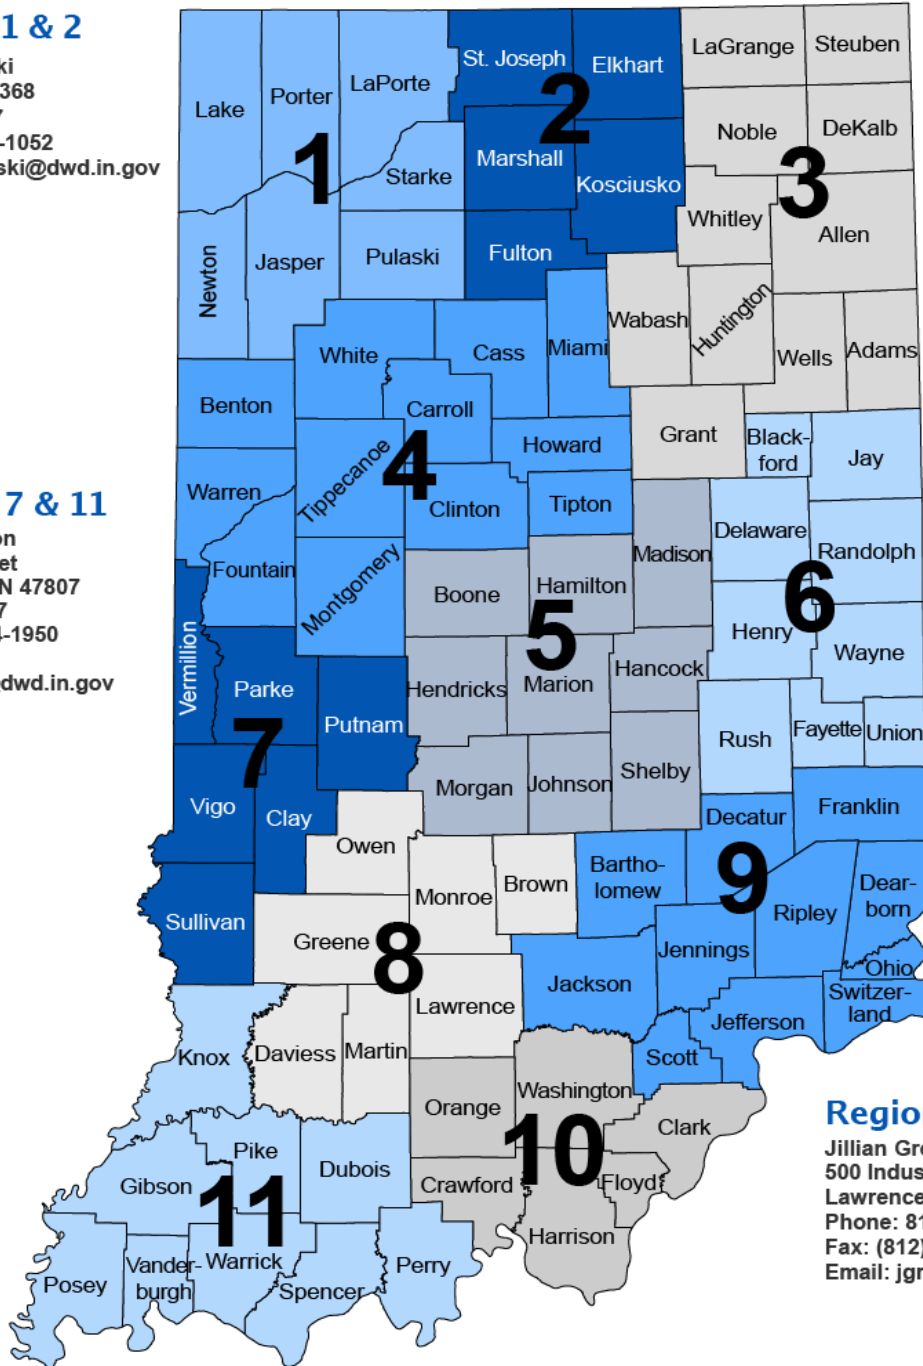 1 & 2
ki
368
7
-1052
ski@dwd.in.gov
7 & 11
on
et
N 47807
7
4-1950
dwd.in.gov
St. Joseph
Elkhart
LaGrange
Steuben
Lake
Porter
LaPorte
2
Noble
DeKalb
1
Starke
Marshall
Kosciusko
3
Whitley
Allen
Newton
Jasper
Pulaski
Fulton
White
Cass
Miami
Wabash
Huntington
Wells
Adams
Benton
Carroll
Howard
Grant
Black-
ford
Jay
4
Warren
Tippecanoe
Clinton
Tipton
Madison
Delaware
Randolph
Fountain
Montgomery
Boone
Hamilton
6
5
Henry
Wayne
Vermillion
Parke
Putnam
Hendricks
Marion
Hancock
7
Rush
Fayette
Union
Vigo
Clay
Morgan
Johnson
Shelby
Decatur
Franklin
Owen
Monroe
Brown
Bartho-
lomew
9
Ripley
Dear-
born
Sullivan
Greene
8
Jennings
Ohio
Jackson
Switzer-
land
Lawrence
Jefferson
Knox
Daviess
Martin
Scott
Orange
Washington
Clark
10
Pike
Dubois
Crawford
Floyd
Gibson
11
Harrison
Posey
Vander-
burgh
Warrick
Spencer
Perry
Regio
Jillian Gr
500 Indus
Lawrence
Phone: 81
Fax: (812)
Email: jgr